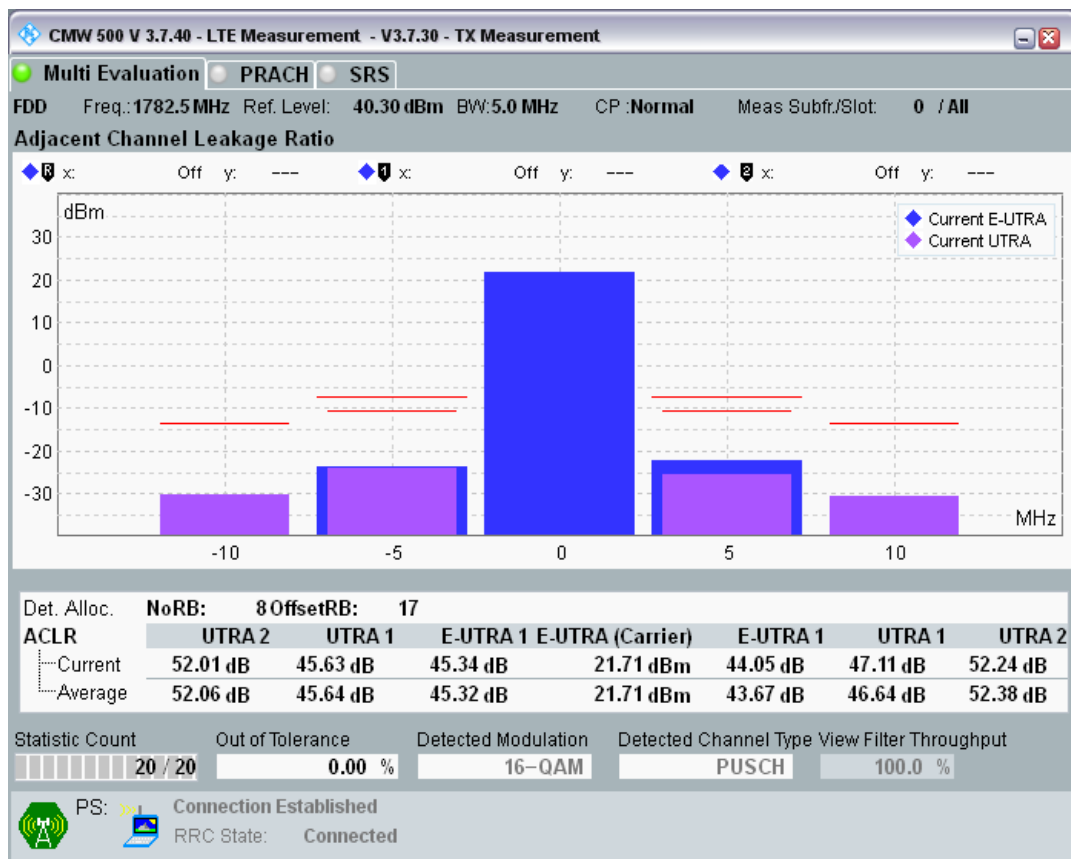 CMW 500 V 3.7.40 - LTE Measurement - V3.7.30 - TX Measurement
Multi Evaluation PRACH SRS
FDD Freq.:1782.5 MHz Ref. Level: 40.30 dBm BW:5.0 MHz CP :Normal Meas Subfr./Slot: 0 / All
Adjacent Channel Leakage Ratio
R x: Off y: --- 1 x: Off y: --- 2 x: Off y: ---
dBm
Current E-UTRA
Current UTRA
30
20
10
0
-10
-20
-30
MHz
-10 -5 0 5 10
Det. Alloc. NoRB: 8 OffsetRB: 17
ACLR UTRA 2 UTRA 1 E-UTRA 1 E-UTRA (Carrier) E-UTRA 1 UTRA 1 UTRA 2
Current 52.01 dB 45.63 dB 45.34 dB 21.71 dBm 44.05 dB 47.11 dB 52.24 dB
Average 52.06 dB 45.64 dB 45.32 dB 21.71 dBm 43.67 dB 46.64 dB 52.38 dB
Statistic Count Out of Tolerance Detected Modulation Detected Channel Type View Filter Throughput
20 / 20 0.00 % 16-QAM PUSCH 100.0 %
PS: Connection Established
RRC State: Connected